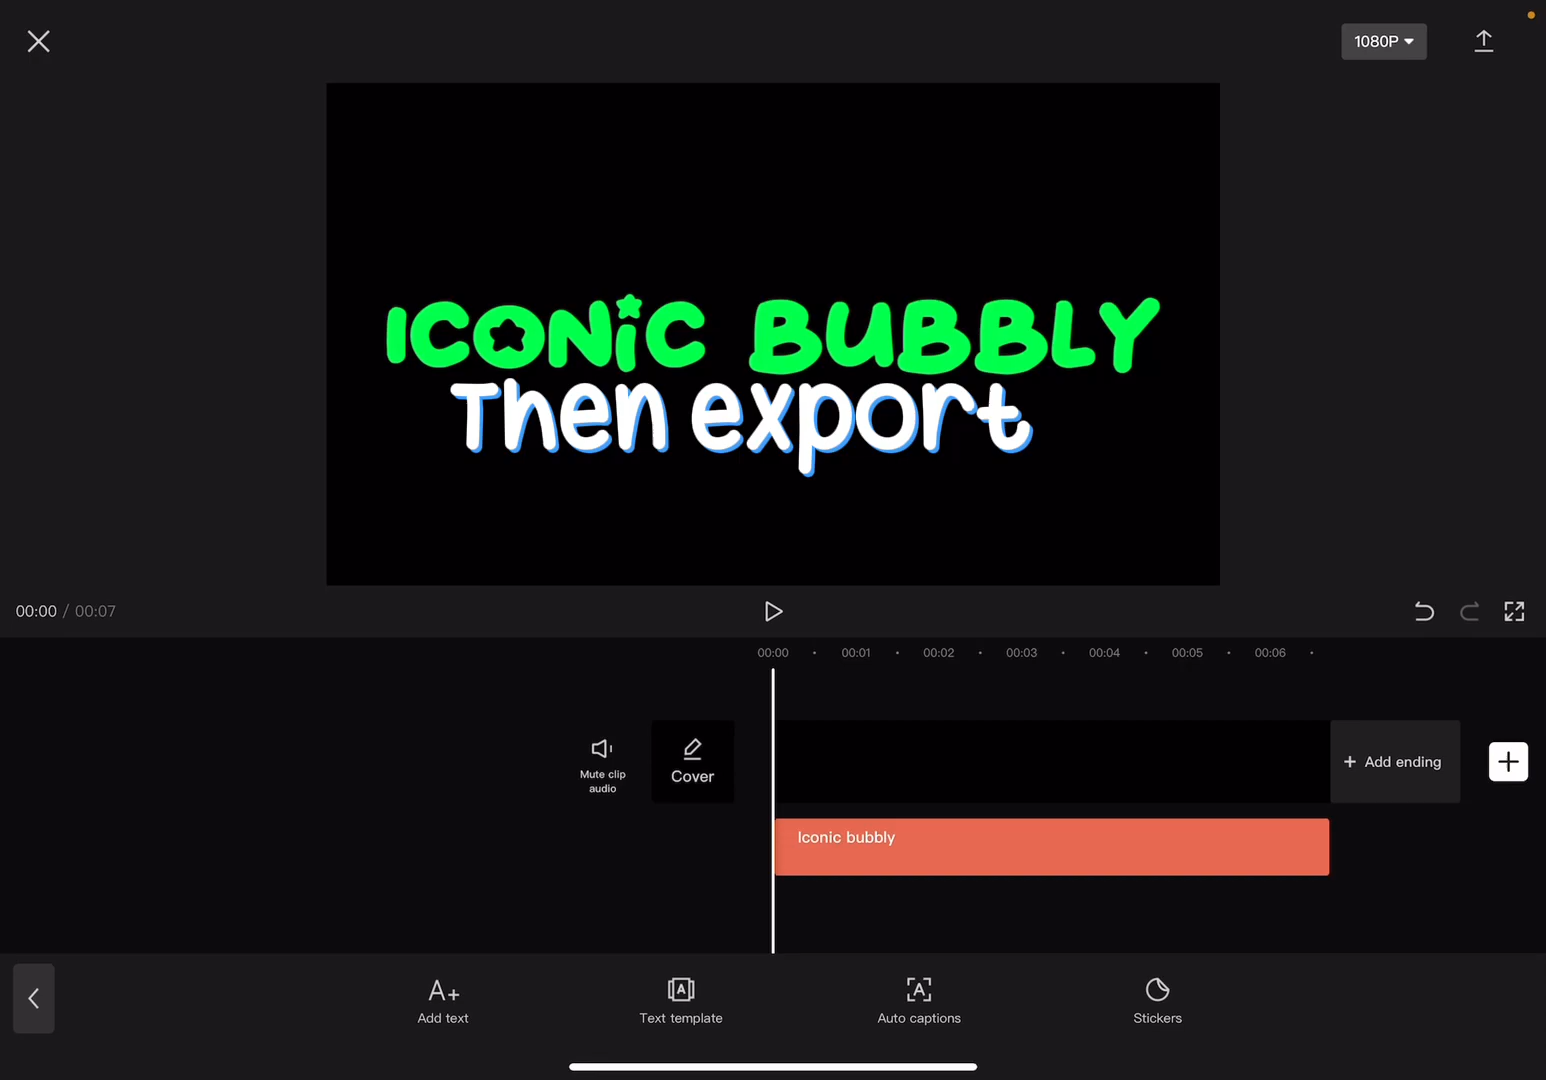 1080P
ICONiC BUBBLY
Then export
00:00 / 00:07
00:00 00:01 00:02 00:03 00:04 00:05 00:06
Mute clip
audio
Cover
+ Add ending
Iconic bubbly
A+
Add text
Text template
Auto captions
Stickers